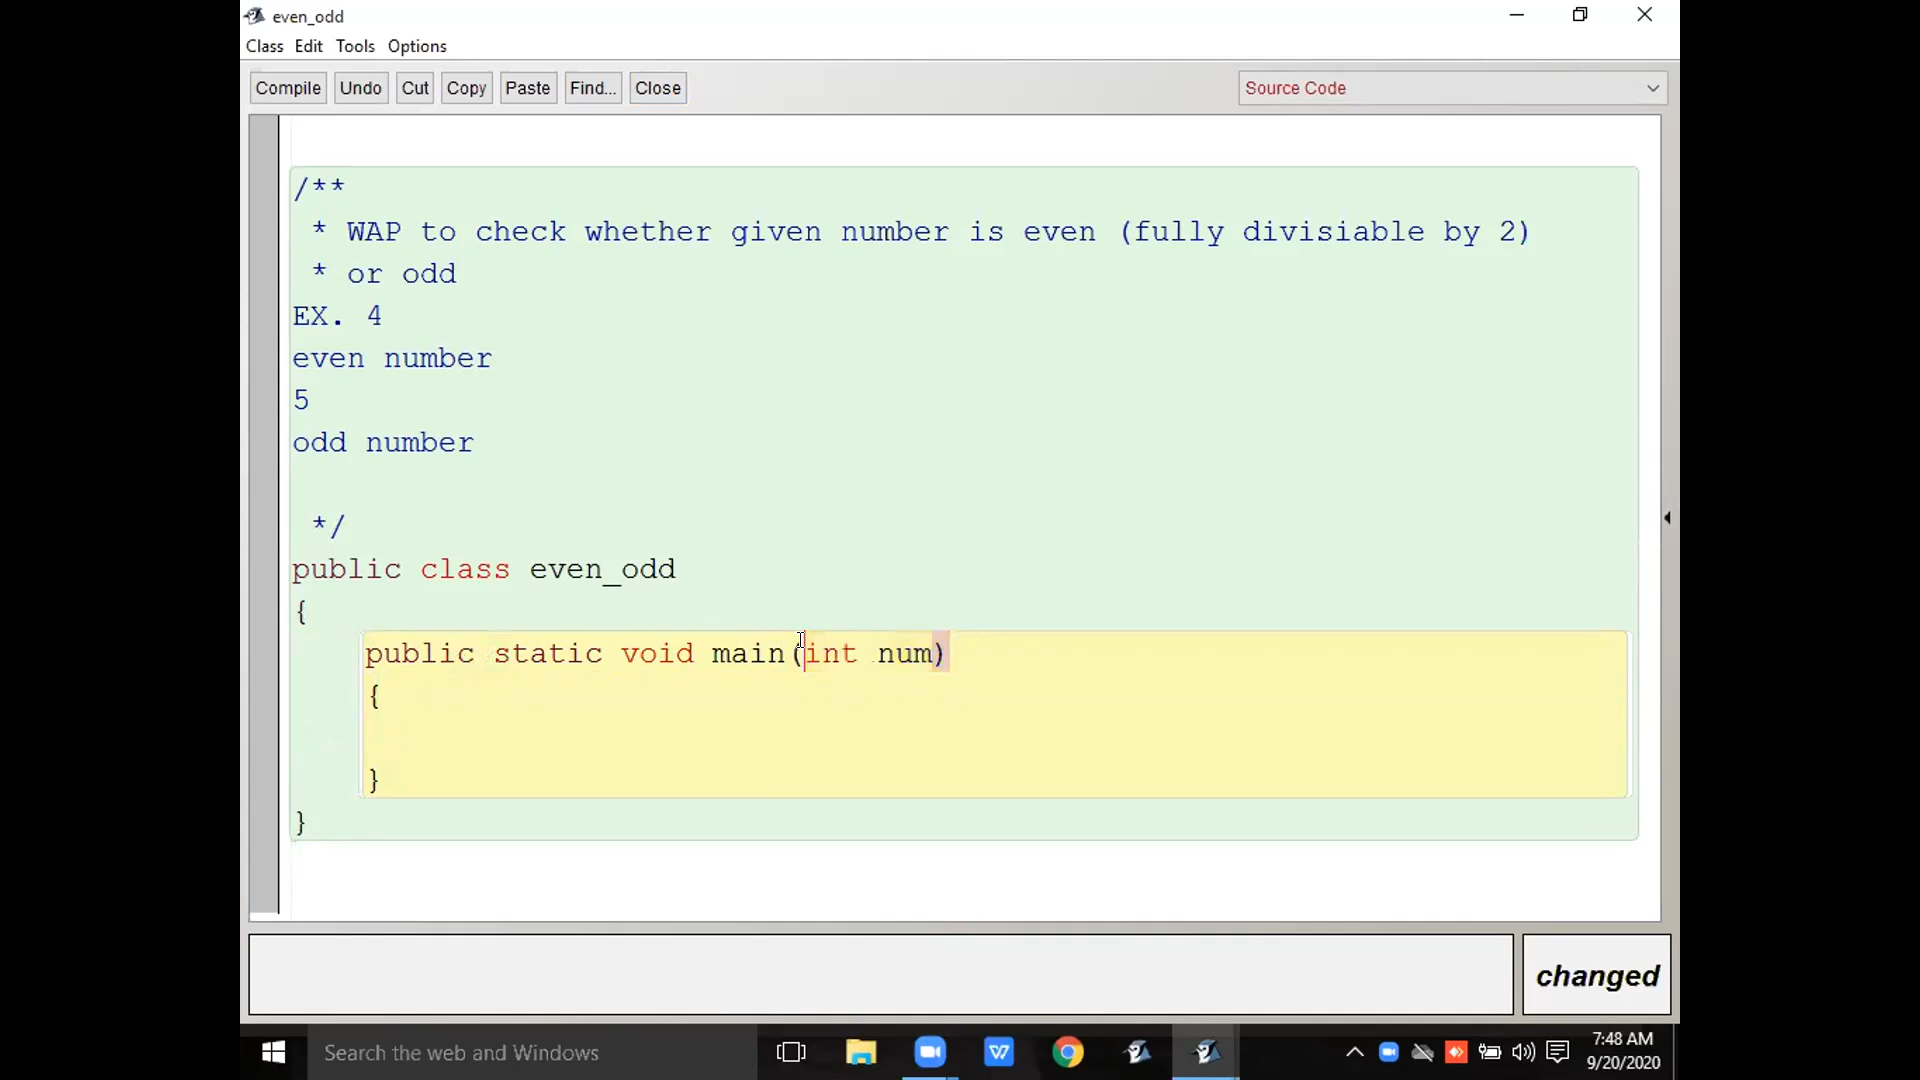 even_odd
Class Edit Tools Options
Compile Undo Cut Copy Paste Find... Close Source Code
/**
* WAP to check whether given number is even (fully divisiable by 2)
* or odd
EX. 4
even number
5
odd number
*/
public class even_odd
{
public static void main(int num)
{
}
}
changed
Search the web and Windows
7:48 AM
9/20/2020